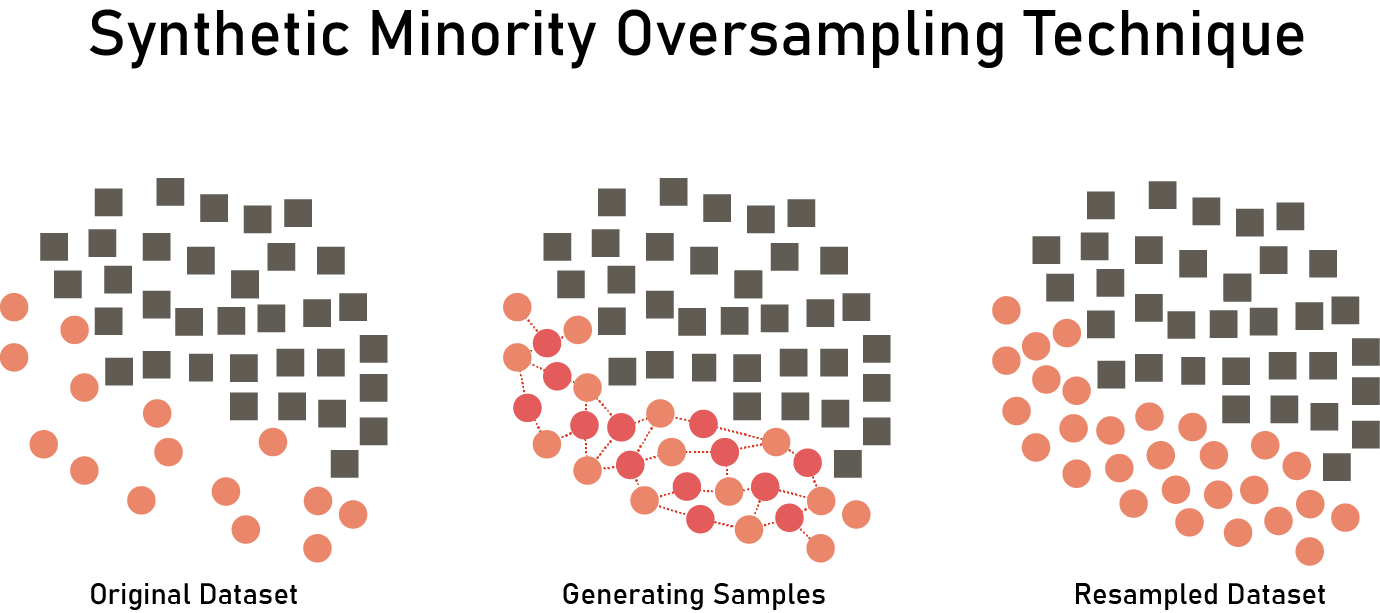 Synthetic Minority Oversampling Technique
Original Dataset
Generating Samples
Resampled Dataset